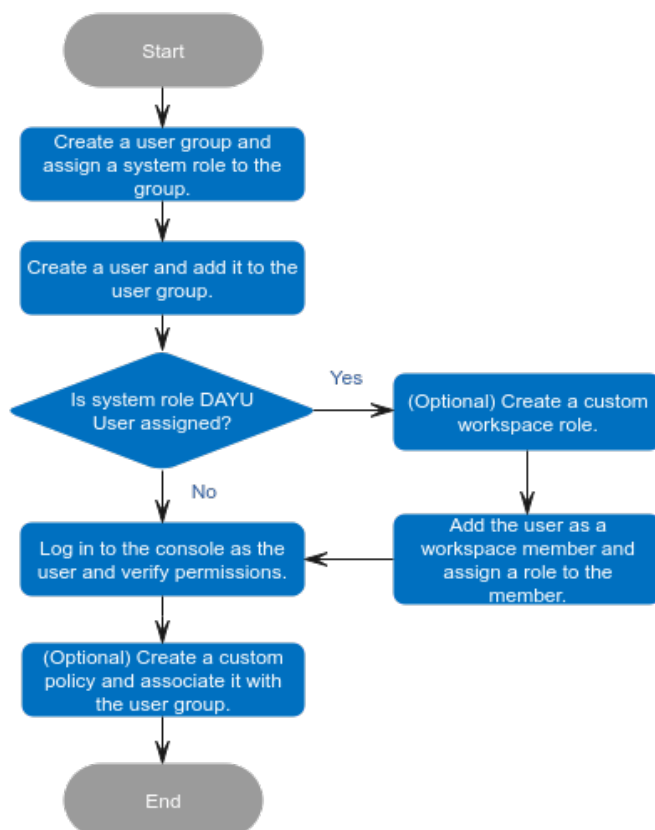 Start
Create a user group and
assign a system role to the
group.
Create a user and add it to the
user group.
Is system role DAYU
User assigned?
Yes
(Optional) Create a custom
workspace role.
No
Add the user as a
workspace member and
assign a role to the
member.
Log in to the console as the
user and verify permissions.
(Optional) Create a custom
policy and associate it with
the user group.
End